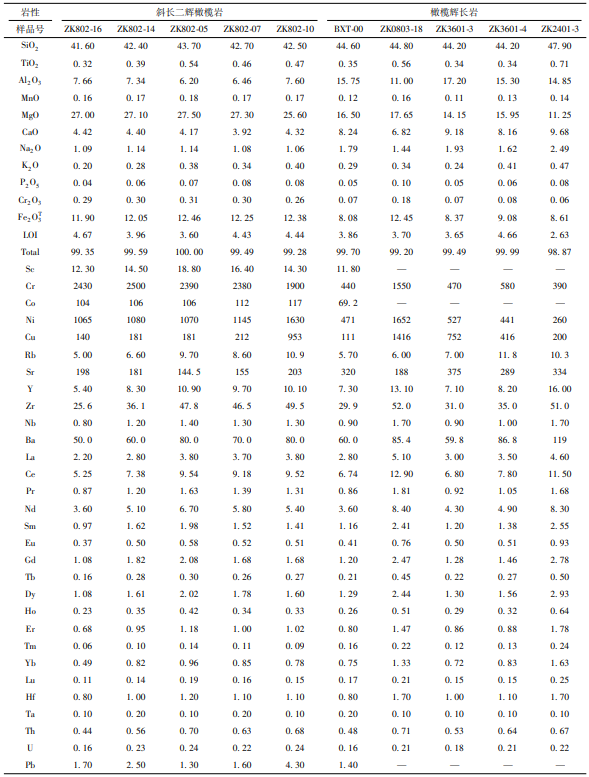 岩性 斜长二辉橄榄岩 橄榄辉长岩
样品号 ZK802-16 ZK802-14 ZK802-05 ZK802-07 ZK802-10 BXT-00 ZK0803-18 ZK3601-3 ZK3601-4 ZK2401-3
SiO2 41.60 42.40 43.70 42.70 42.50 44.60 44.80 44.20 44.20 47.90
TiO2 0.32 0.39 0.54 0.46 0.47 0.35 0.56 0.34 0.34 0.71
Al2O3 7.66 7.34 6.20 6.46 7.60 15.75 11.00 17.20 15.30 14.85
MnO 0.16 0.17 0.18 0.17 0.17 0.12 0.16 0.11 0.13 0.14
MgO 27.00 27.10 27.50 27.30 25.60 16.50 17.65 14.15 15.95 11.25
CaO 4.42 4.40 4.17 3.92 4.32 8.24 6.82 9.18 8.16 9.68
Na2O 1.09 1.14 1.14 1.08 1.06 1.79 1.44 1.93 1.62 2.49
K2O 0.20 0.28 0.38 0.34 0.40 0.29 0.34 0.24 0.41 0.47
P2O5 0.04 0.06 0.07 0.08 0.08 0.05 0.10 0.05 0.06 0.08
Cr2O3 0.29 0.30 0.31 0.30 0.26 0.07 0.18 0.07 0.08 0.06
Fe2O3T 11.90 12.05 12.46 12.25 12.38 8.08 12.45 8.37 9.08 8.61
LOI 4.67 3.96 3.60 4.43 4.44 3.86 3.70 3.65 4.66 2.63
Total 99.35 99.59 100.00 99.49 99.28 99.70 99.20 99.49 99.99 98.87
Sc 12.30 14.50 18.80 16.40 14.30 11.80 — — — —
Cr 2430 2500 2390 2380 1900 440 1550 470 580 390
Co 104 106 106 112 117 69.2 — — — —
Ni 1065 1080 1070 1145 1630 471 1652 527 441 260
Cu 140 181 181 212 953 111 1416 752 416 200
Rb 5.00 6.60 9.70 8.60 10.9 5.70 6.00 7.00 11.8 10.3
Sr 198 181 144.5 155 203 320 188 375 289 334
Y 5.40 8.30 10.90 9.70 10.10 7.30 13.10 7.10 8.20 16.00
Zr 25.6 36.1 47.8 46.5 49.5 29.9 52.0 31.0 35.0 51.0
Nb 0.80 1.20 1.40 1.30 1.30 0.90 1.70 0.90 1.00 1.70
Ba 50.0 60.0 80.0 70.0 80.0 60.0 85.4 59.8 86.8 119
La 2.20 2.80 3.80 3.70 3.80 2.80 5.10 3.00 3.50 4.60
Ce 5.25 7.38 9.54 9.18 9.52 6.74 12.90 6.80 7.80 11.50
Pr 0.87 1.20 1.63 1.39 1.31 0.86 1.81 0.92 1.05 1.68
Nd 3.60 5.10 6.70 5.80 5.40 3.60 8.40 4.30 4.90 8.30
Sm 0.97 1.62 1.98 1.52 1.41 1.16 2.41 1.20 1.38 2.55
Eu 0.37 0.50 0.58 0.52 0.51 0.41 0.76 0.50 0.51 0.93
Gd 1.08 1.82 2.08 1.68 1.68 1.20 2.47 1.28 1.46 2.78
Tb 0.16 0.28 0.30 0.26 0.27 0.21 0.45 0.22 0.27 0.50
Dy 1.08 1.61 2.02 1.78 1.60 1.29 2.44 1.30 1.56 2.93
Ho 0.23 0.35 0.42 0.34 0.33 0.26 0.51 0.29 0.32 0.64
Er 0.68 0.95 1.18 1.00 1.02 0.80 1.47 0.86 0.88 1.78
Tm 0.06 0.10 0.14 0.11 0.09 0.16 0.22 0.12 0.13 0.24
Yb 0.49 0.82 0.96 0.85 0.78 0.75 1.33 0.72 0.83 1.63
Lu 0.11 0.14 0.19 0.16 0.15 0.17 0.21 0.15 0.15 0.25
Hf 0.80 1.00 1.20 1.10 1.10 0.80 1.70 1.00 1.10 1.70
Ta 0.10 0.20 0.10 0.20 0.10 0.20 0.10 0.10 0.10 0.10
Th 0.44 0.56 0.70 0.63 0.68 0.48 0.71 0.53 0.64 0.67
U 0.16 0.23 0.24 0.22 0.24 0.16 0.21 0.18 0.21 0.22
Pb 1.70 2.50 1.30 1.60 4.30 1.40 — — — —